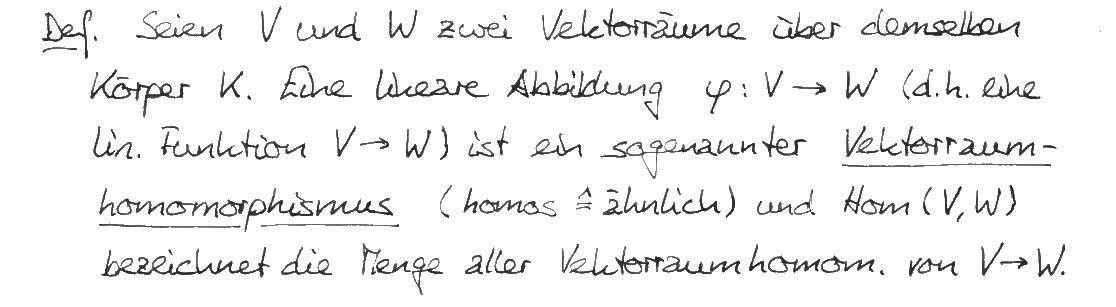 Def. Seien V und W zwei Vektorräume über demselben
Körper K. Eine lineare Abbildung φ: V → W (d.h. eine
lin. Funktion V → W) ist ein sogenannter Vektorraum-
homomorphismus (homos ≙ ähnlich) und Hom(V,W)
bezeichnet die Menge aller Vektorraumhomom. von V→W.